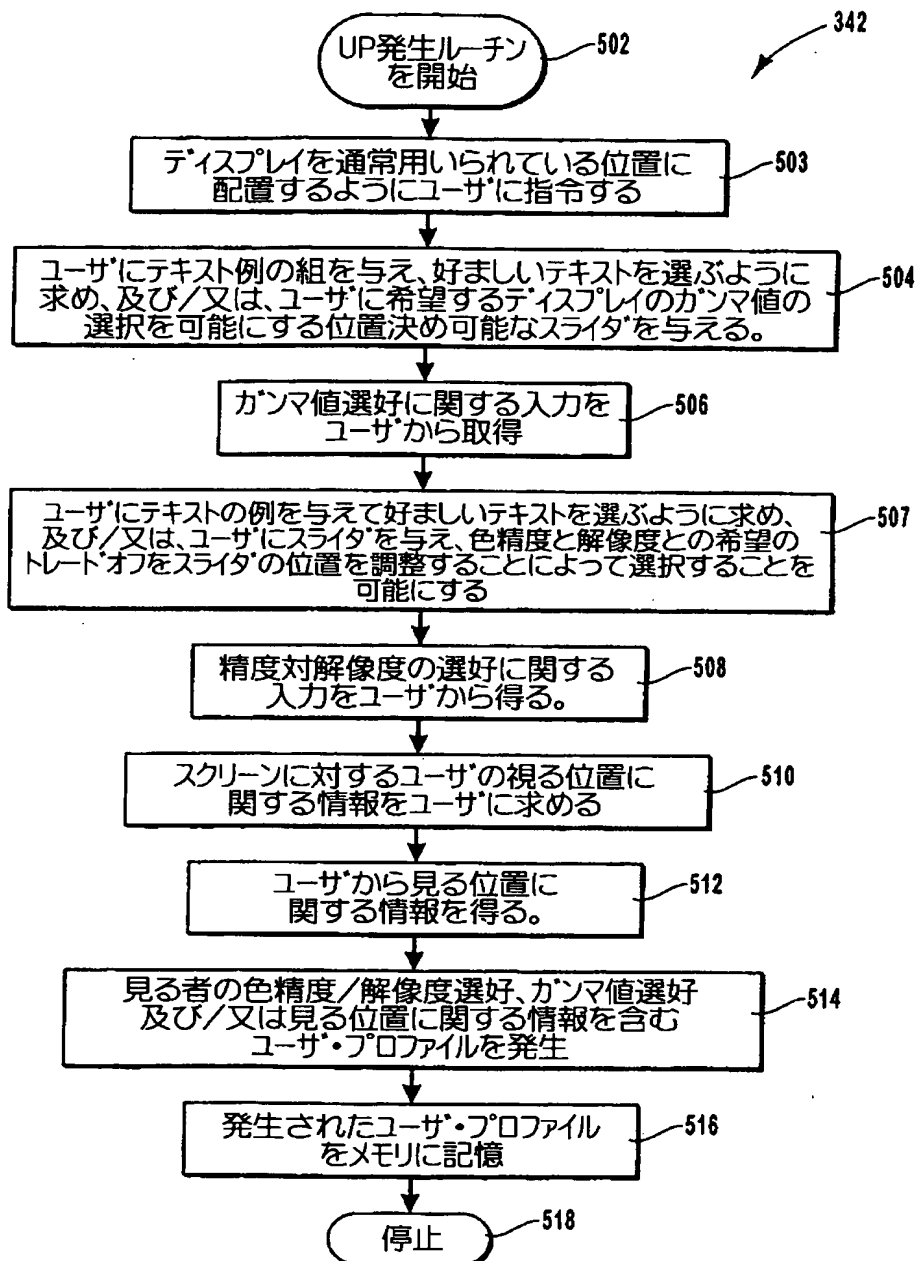 342
UP発生ルーチン
を開始
502
ディスプレイを通常用いられている位置に
配置するようにユーザに指令する
503
ユーザにテキスト例の組を与え、好ましいテキストを選ぶように
求め、及び/又は、ユーザに希望するディスプレイのガンマ値の
選択を可能にする位置決め可能なスライダを与える。
504
ガンマ値選好に関する入力を
ユーザから取得
506
ユーザにテキストの例を与えて好ましいテキストを選ぶように求め、
及び/又は、ユーザにスライダを与え、色精度と解像度との希望の
トレードオフをスライダの位置を調整することによって選択することを
可能にする
507
精度対解像度の選好に関する
入力をユーザから得る。
508
スクリーンに対するユーザの視る位置に
関する情報をユーザに求める
510
ユーザから見る位置に
関する情報を得る。
512
見る者の色精度/解像度選好、ガンマ値選好
及び/又は見る位置に関する情報を含む
ユーザ・プロファイルを発生
514
発生されたユーザ・プロファイル
をメモリに記憶
516
停止
518